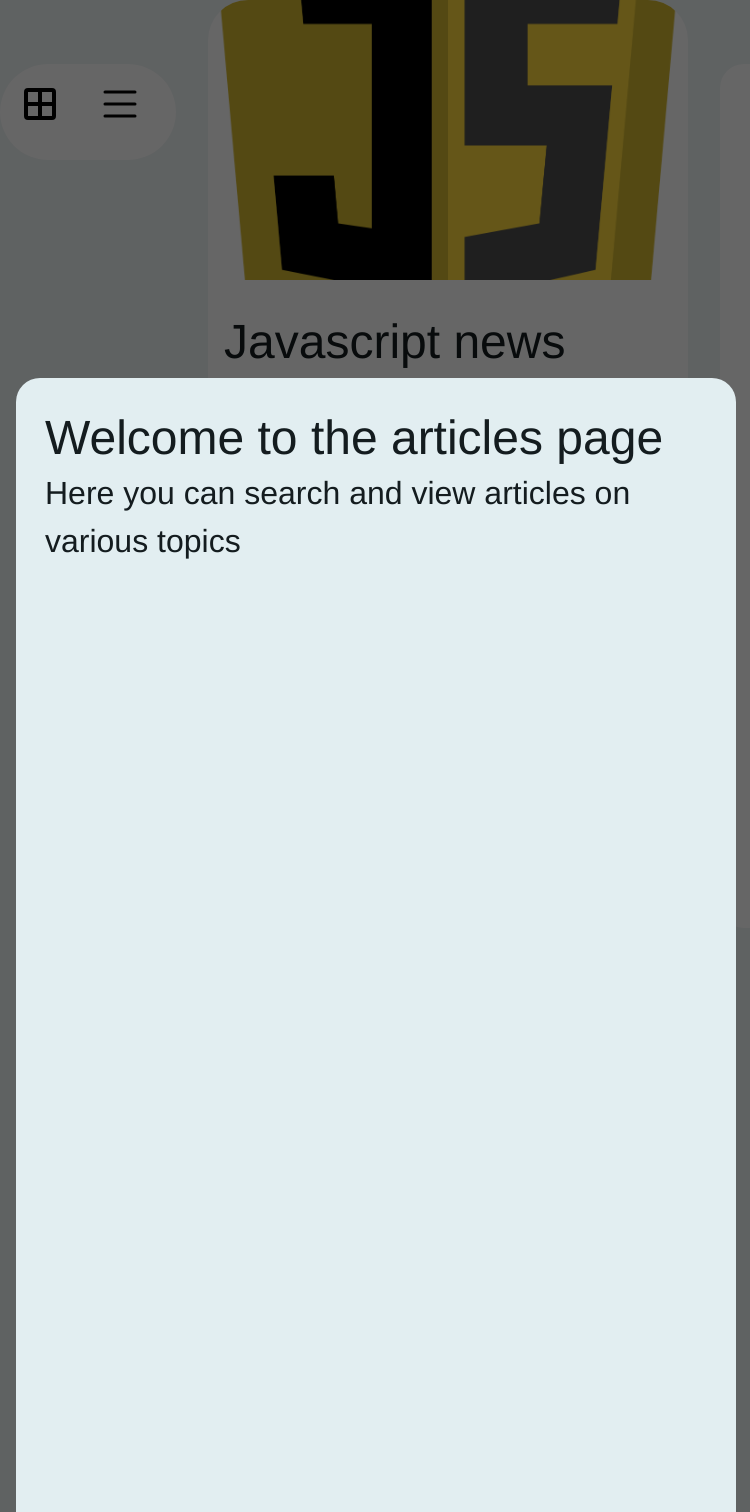 JS
Javascript news
Welcome to the articles page
Here you can search and view articles on
various topics